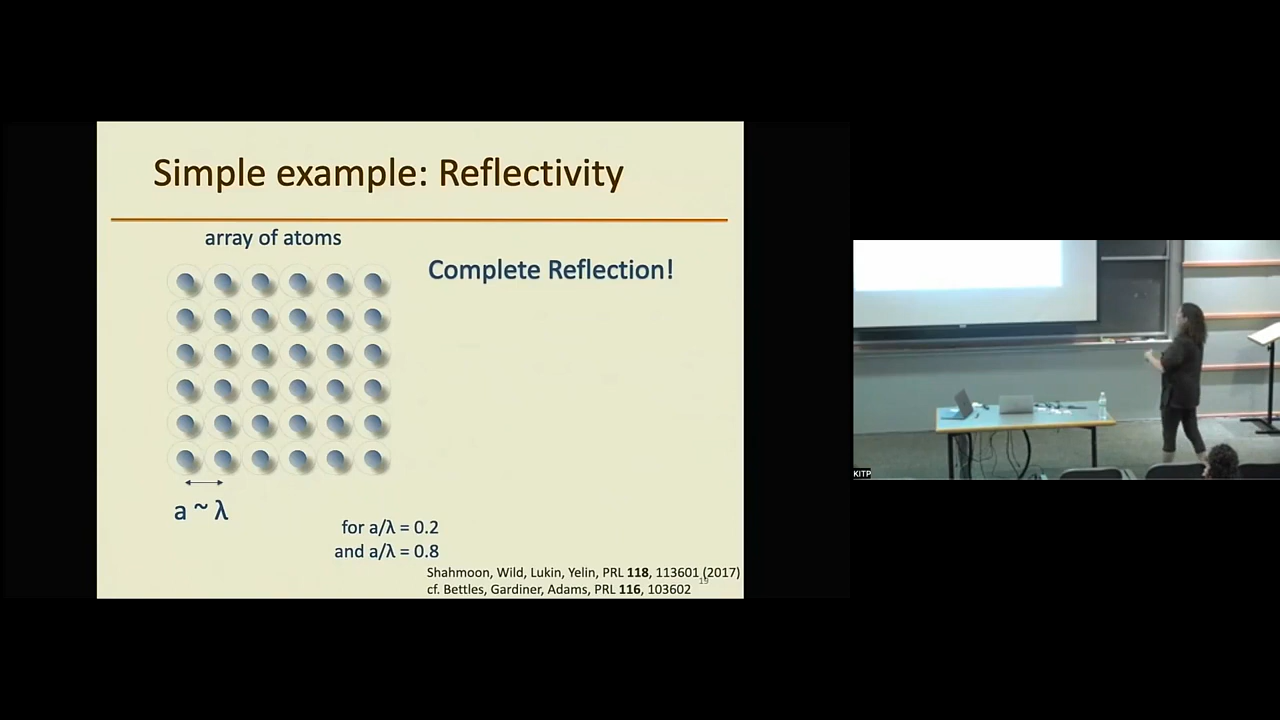 Simple example: Reflectivity
array of atoms
Complete Reflection!
a ~ λ
for a/λ = 0.2
and a/λ = 0.8
Shahmoon, Wild, Lukin, Yelin, PRL 118, 113601 (2017)
cf. Bettles, Gardiner, Adams, PRL 116, 103602
19
KITP